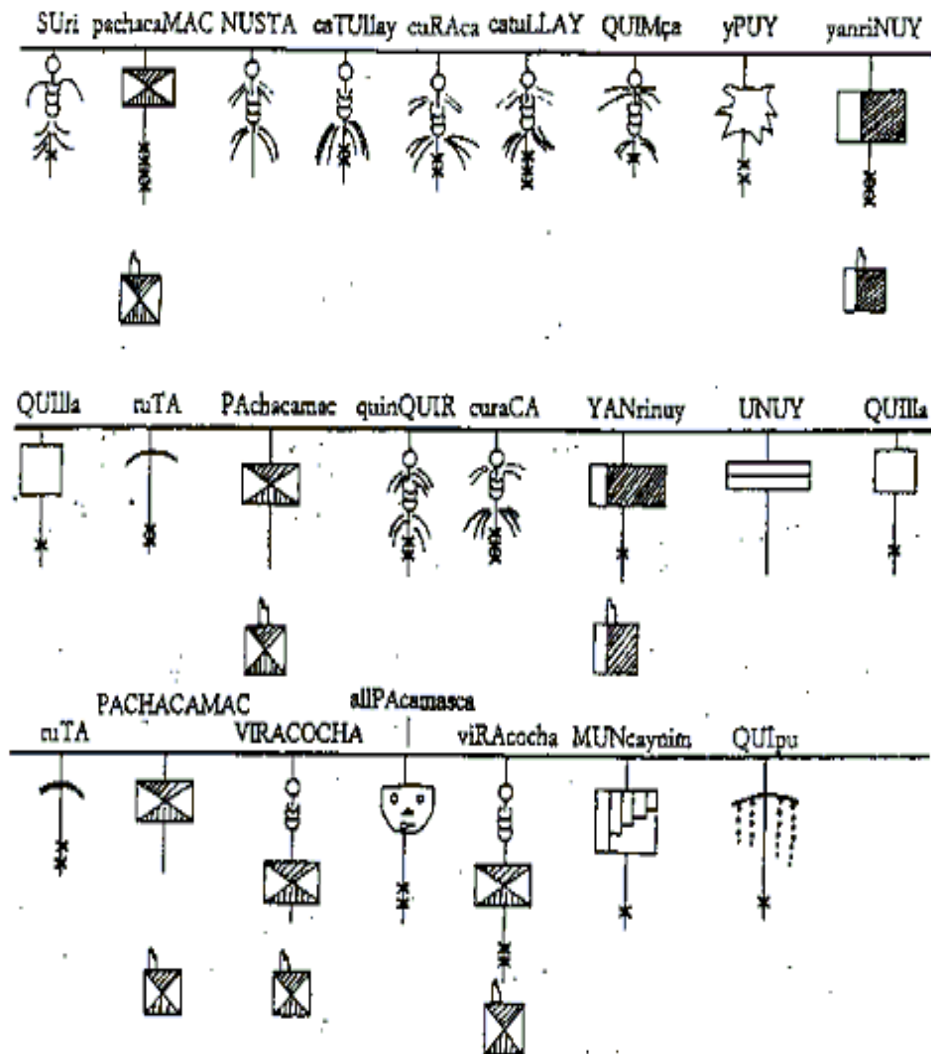 SUri pachacaMAC NUSTA caTUllay cuRAca catuLLAY QUIMça yPUY yanriNUY
QUIlla ruTA PAchacamac quinQUIR curaCA YANrinuy UNUY QUIlla
PACHACAMAC allPAcamasca
ruTA VIRACOCHA viRAcocha MUNcaynim QUIpu